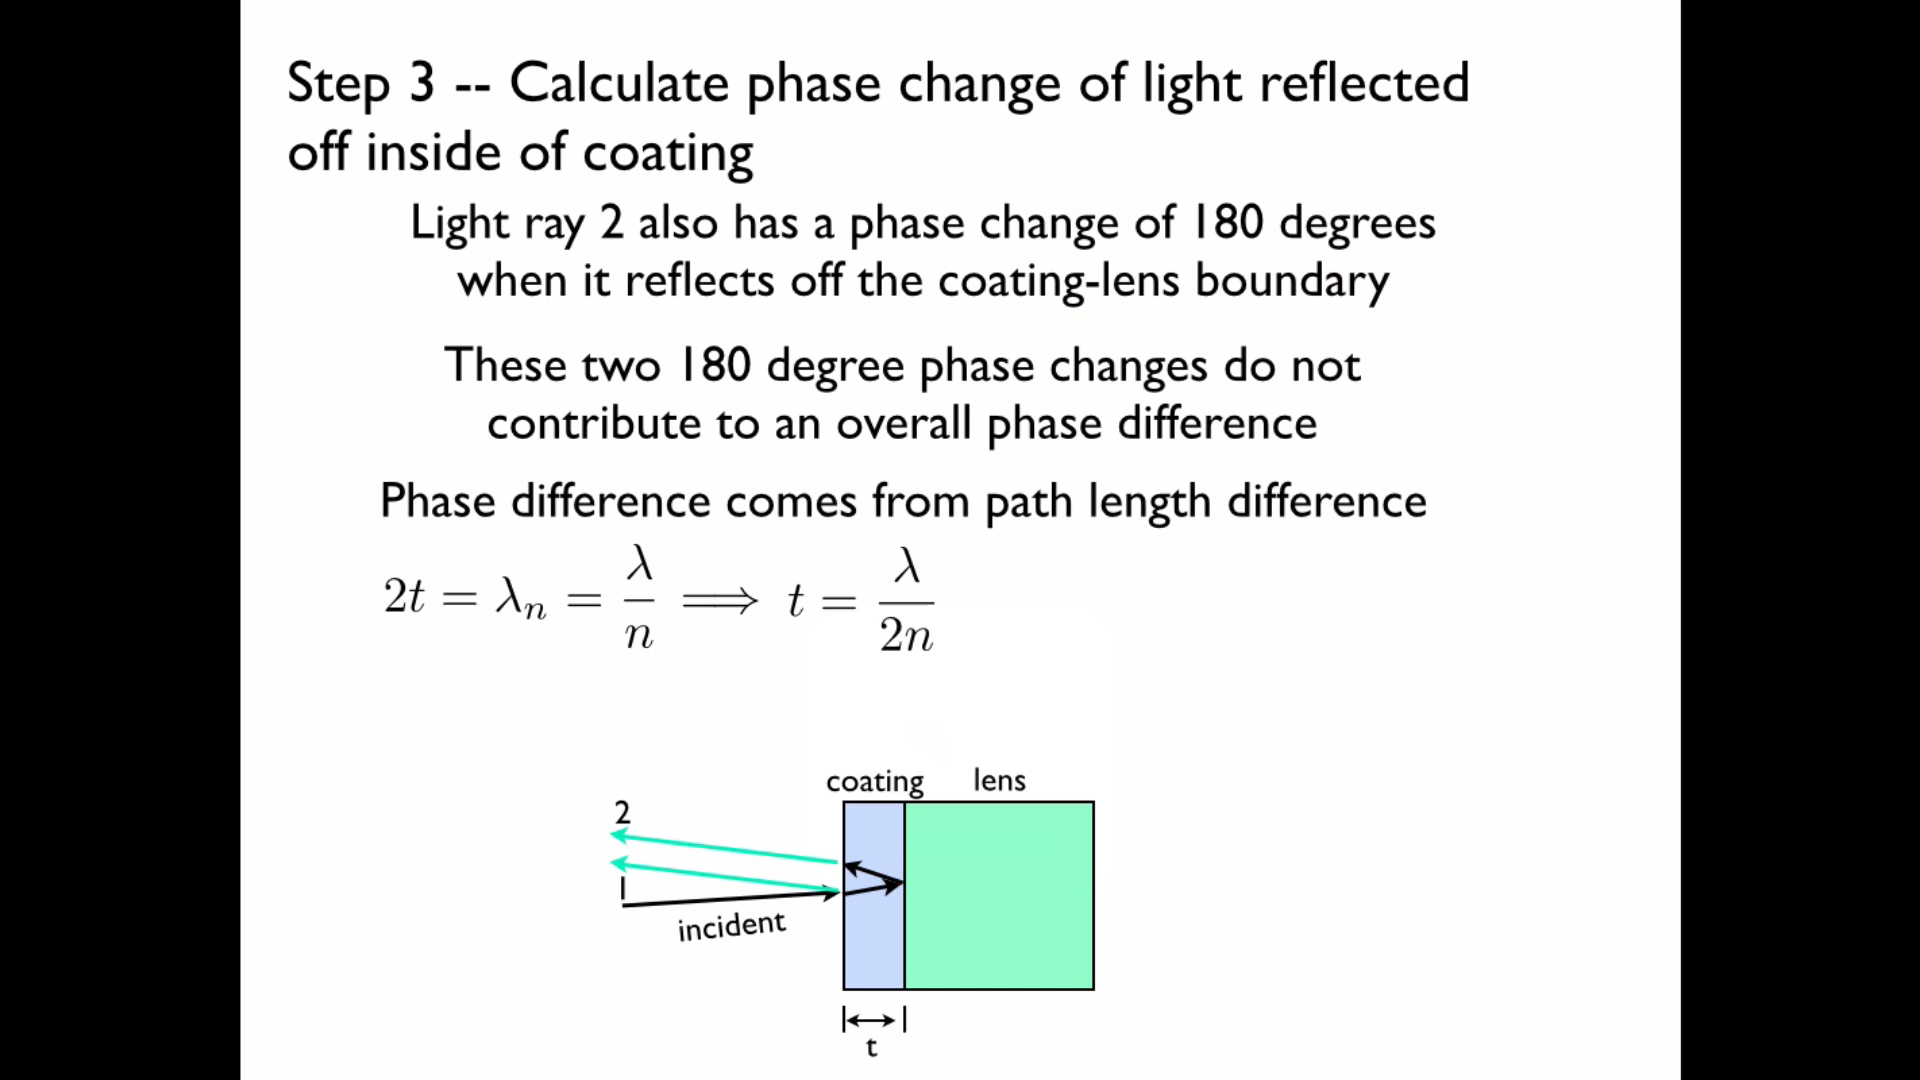 Step 3 -- Calculate phase change of light reflected
off inside of coating
Light ray 2 also has a phase change of 180 degrees
when it reflects off the coating-lens boundary
These two 180 degree phase changes do not
contribute to an overall phase difference
Phase difference comes from path length difference
2t = λₙ = λ/n ⟹ t = λ/2n
coating lens
2
1
incident
t